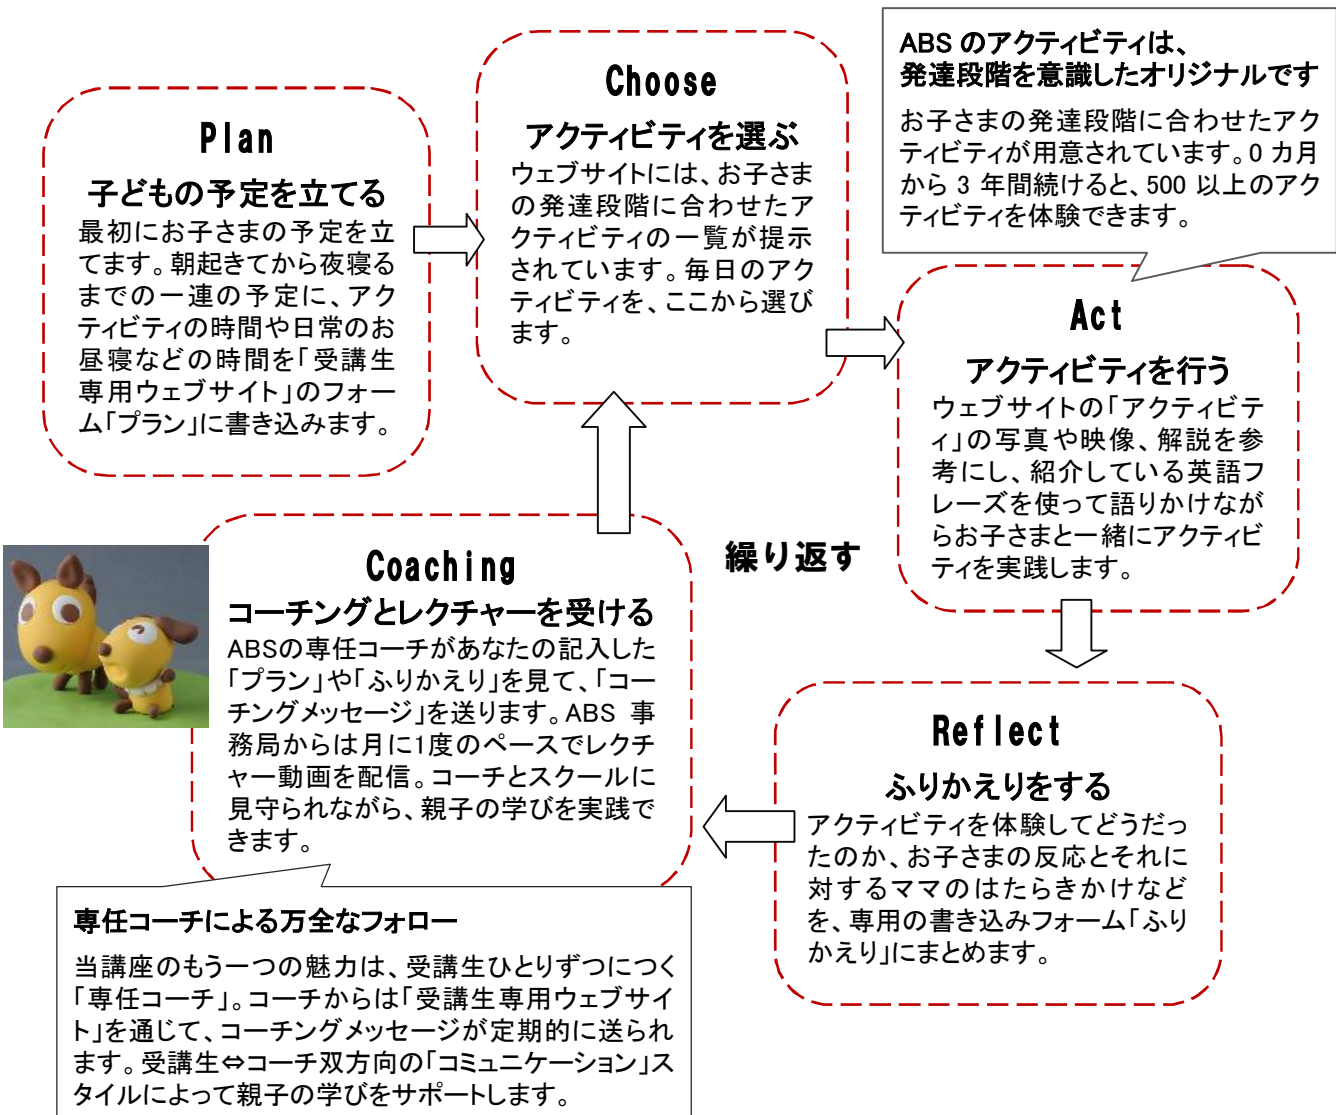 Plan
子どもの予定を立てる
最初にお子さまの予定を立
てます。朝起きてから夜寝る
までの一連の予定に、アク
ティビティの時間や日常のお
昼寝などの時間を「受講生
専用ウェブサイト」のフォー
ム「プラン」に書き込みます。
Choose
アクティビティを選ぶ
ウェブサイトには、お子さま
の発達段階に合わせたア
クティビティの一覧が提示
されています。毎日のアク
ティビティを、ここから選び
ます。
ABS のアクティビティは、
発達段階を意識したオリジナルです
お子さまの発達段階に合わせたアク
ティビティが用意されています。0 カ月
から 3 年間続けると、500 以上のアク
ティビティを体験できます。
Act
アクティビティを行う
ウェブサイトの「アクティビテ
ィ」の写真や映像、解説を参
考にし、紹介している英語フ
レーズを使って語りかけなが
らお子さまと一緒にアクティビ
ティを実践します。
繰り返す
Reflect
ふりかえりをする
アクティビティを体験してどうだっ
たのか、お子さまの反応とそれに
対するママのはたらきかけなど
を、専用の書き込みフォーム「ふり
かえり」にまとめます。
Coaching
コーチングとレクチャーを受ける
ABSの専任コーチがあなたの記入した
「プラン」や「ふりかえり」を見て、「コー
チングメッセージ」を送ります。ABS 事
務局からは月に1度のペースでレクチ
ャー動画を配信。コーチとスクールに
見守られながら、親子の学びを実践で
きます。
専任コーチによる万全なフォロー
当講座のもう一つの魅力は、受講生ひとりずつにつく
「専任コーチ」。コーチからは「受講生専用ウェブサイ
ト」を通じて、コーチングメッセージが定期的に送られ
ます。受講生⇔コーチ双方向の「コミュニケーション」ス
タイルによって親子の学びをサポートします。